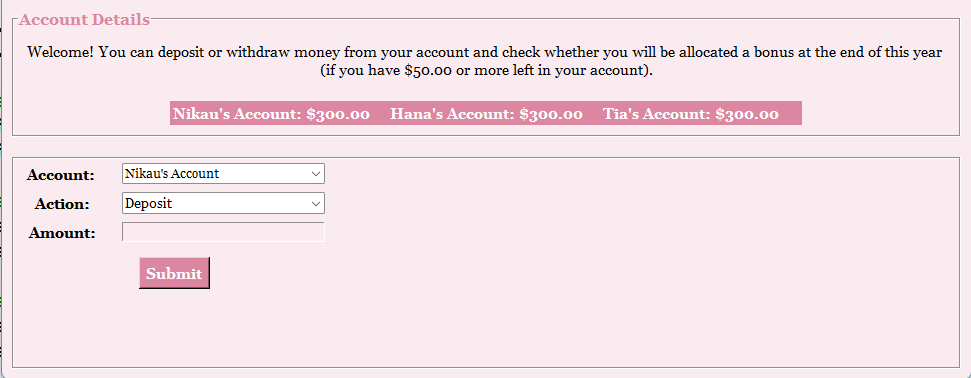 Account Details
Welcome! You can deposit or withdraw money from your account and check whether you will be allocated a bonus at the end of this year
(if you have $50.00 or more left in your account).
Nikau's Account: $300.00 Hana's Account: $300.00 Tia's Account: $300.00
Account: Nikau's Account
Action: Deposit
Amount:
Submit